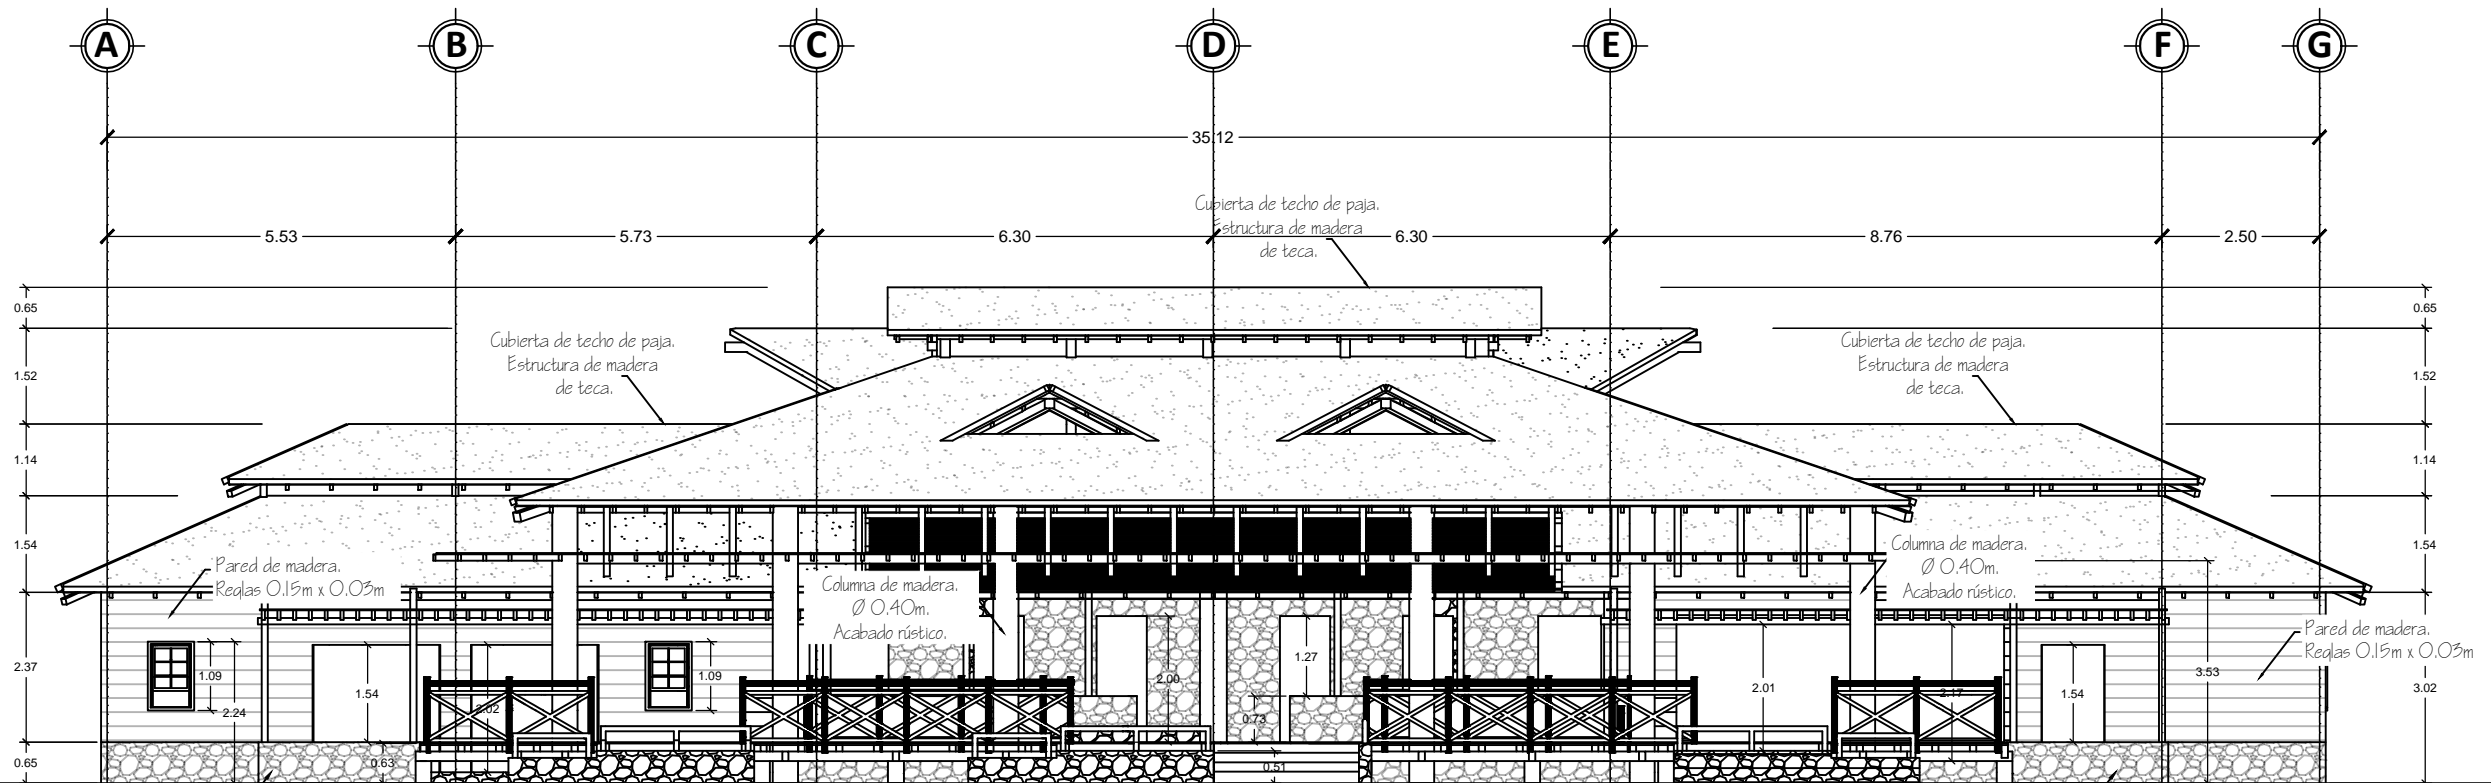 A B C D E F G
35.12
5.53 5.73 6.30 6.30 8.76 2.50
Cubierta de techo de paja.
Estructura de madera
de teca.
0.65
0.65
Cubierta de techo de paja.
Estructura de madera
de teca.
Cubierta de techo de paja.
Estructura de madera
de teca.
1.52
1.52
1.14
1.14
1.54
1.54
Pared de madera.
Reglas 0.15m x 0.03m
Columna de madera.
Ø 0.40m.
Acabado rústico.
Columna de madera.
Ø 0.40m.
Acabado rústico.
Pared de madera.
Reglas 0.15m x 0.03m
2.37
1.09
2.24
1.54
2.02
1.09
2.00
1.27
0.73
2.01
2.17
1.54
3.53
3.02
0.65
0.63
0.51